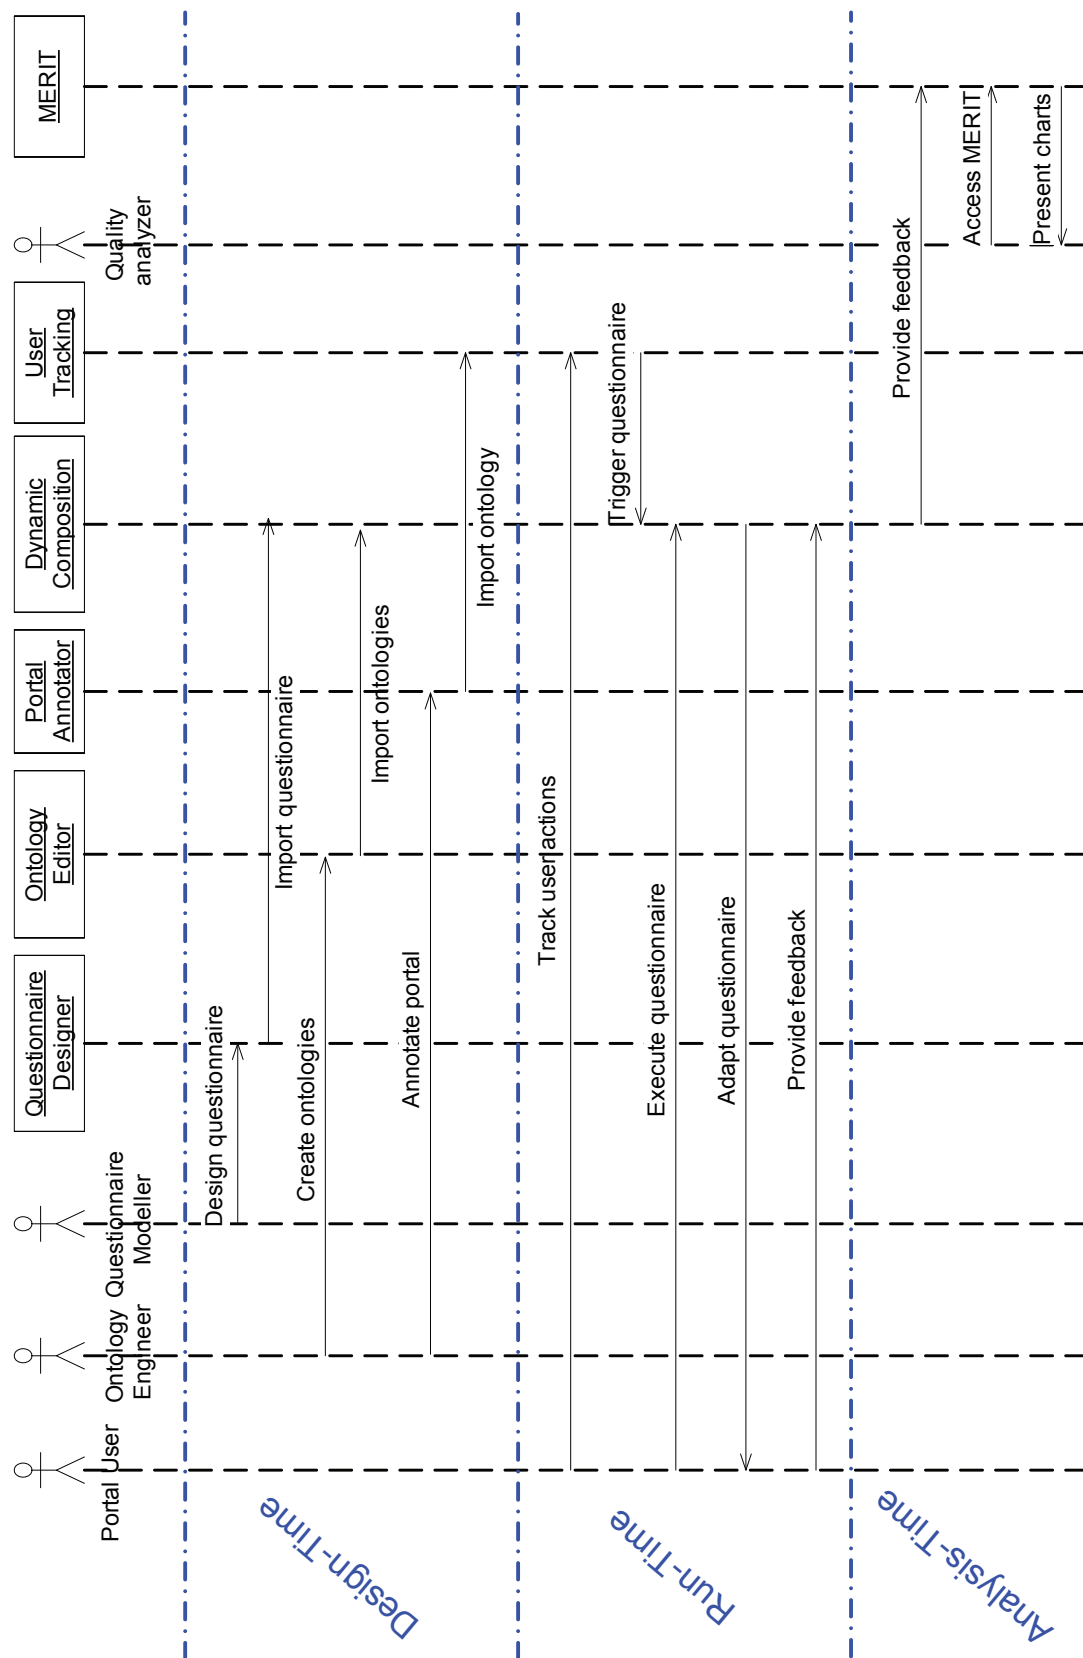 Portal User
Ontology
Engineer
Questionnaire
Modeller
Questionnaire
Designer
Ontology
Editor
Portal
Annotator
Dynamic
Composition
User
Tracking
Quality
analyzer
MERIT
Design-Time
Design questionnaire
Import questionnaire
Create ontologies
Import ontologies
Annotate portal
Import ontology
Run-Time
Track user actions
Trigger questionnaire
Execute questionnaire
Adapt questionnaire
Provide feedback
Analysis-Time
Provide feedback
Access MERIT
Present charts